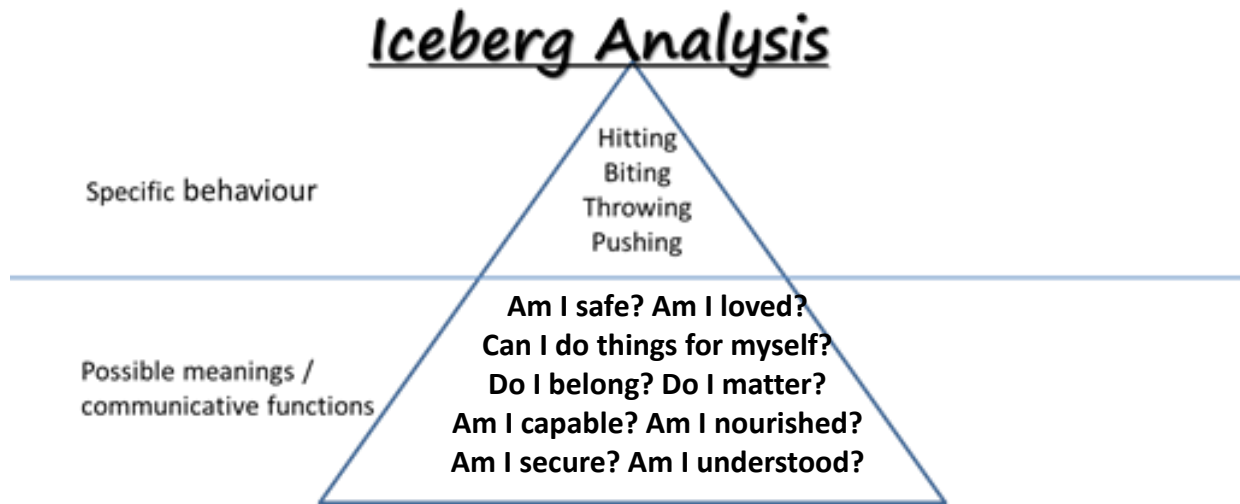 Iceberg Analysis
Hitting
Biting
Specific behaviour
Throwing
Pushing
Am I safe? Am I loved?
Can I do things for myself?
Possible meanings /
communicative functions
Do I belong? Do I matter?
Am I capable? Am I nourished?
Am I secure? Am I understood?